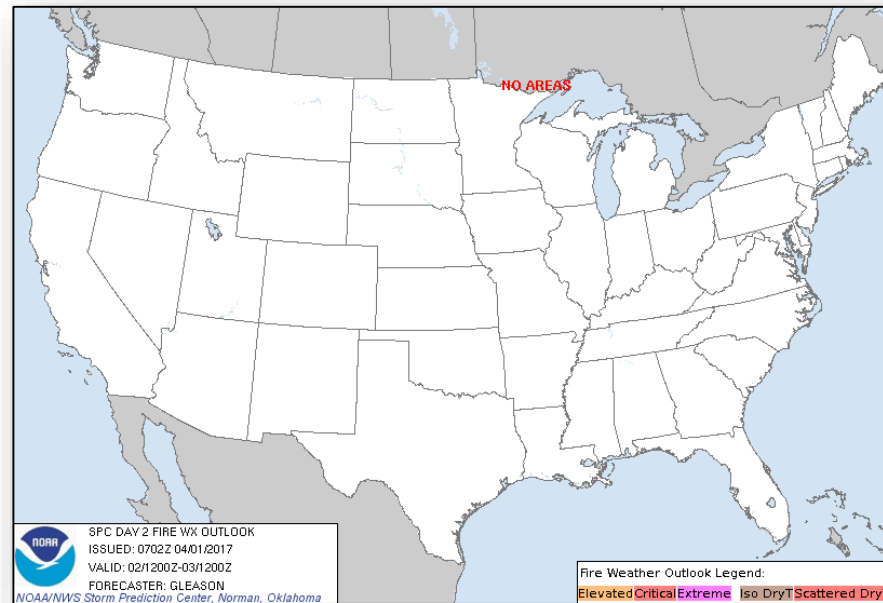 NO AREAS
NOAA
SPC DAY 2 FIRE WX OUTLOOK
ISSUED: 0702Z 04/01/2017
VALID: 02/1200Z-03/1200Z
FORECASTER: GLEASON
NOAA/NWS Storm Prediction Center, Norman, Oklahoma
Fire Weather Outlook Legend:
Elevated Critical Extreme Iso DryT Scattered Dry